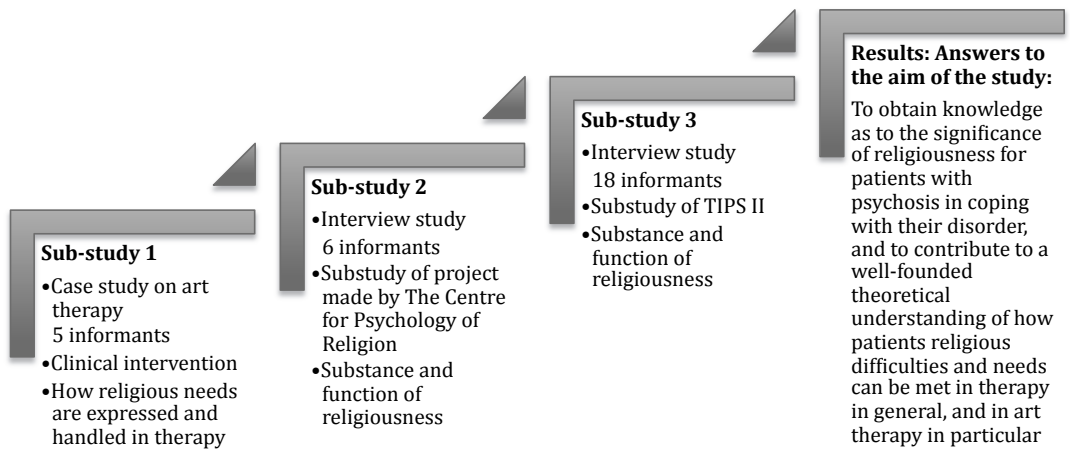 Sub-study 1
•Case study on art
therapy
5 informants
•Clinical intervention
•How religious needs
are expressed and
handled in therapy
Sub-study 2
•Interview study
6 informants
•Substudy of project
made by The Centre
for Psychology of
Religion
•Substance and
function of
religiousness
Sub-study 3
•Interview study
18 informants
•Substudy of TIPS II
•Substance and
function of
religiousness
Results: Answers to
the aim of the study:
To obtain knowledge
as to the significance
of religiousness for
patients with
psychosis in coping
with their disorder,
and to contribute to a
well-founded
theoretical
understanding of how
patients religious
difficulties and needs
can be met in therapy
in general, and in art
therapy in particular